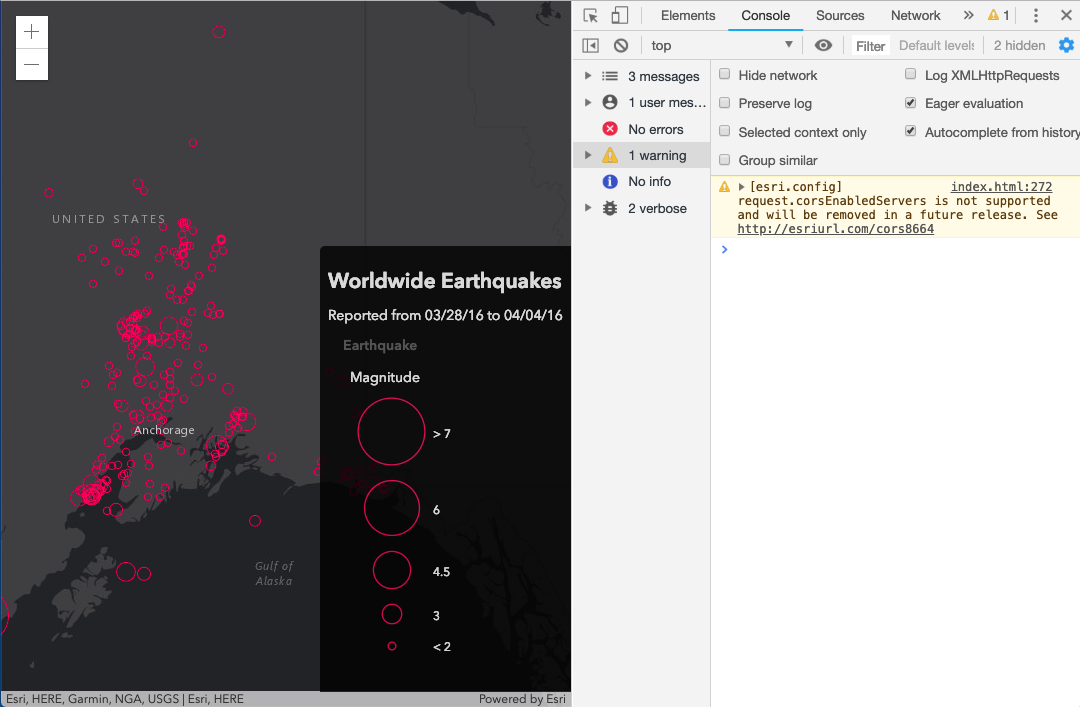 UNITED STATES
Anchorage
Gulf of
Alaska
Worldwide Earthquakes
Reported from 03/28/16 to 04/04/16
Earthquake
Magnitude
> 7
6
4.5
3
< 2
Esri, HERE, Garmin, NGA, USGS | Esri, HERE
Powered by Esri
Elements Console Sources Network 1
top Filter Default levels 2 hidden
3 messages
1 user mes...
No errors
1 warning
No info
2 verbose
Hide network Log XMLHttpRequests
Preserve log Eager evaluation
Selected context only Autocomplete from history
Group similar
[esri.config] index.html:272
request.corsEnabledServers is not supported
and will be removed in a future release. See
http://esriurl.com/cors8664